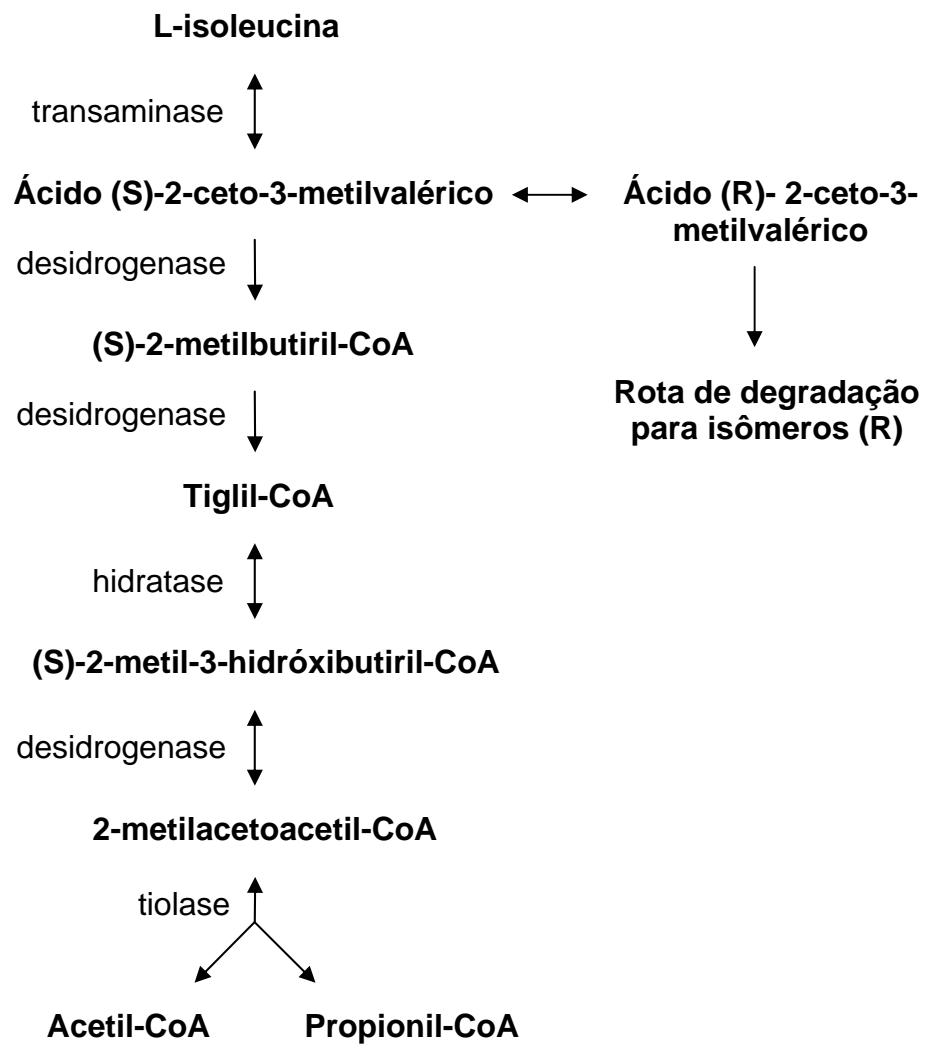 L-isoleucina
transaminase
Ácido (S)-2-ceto-3-metilvalérico
Ácido (R)- 2-ceto-3-
metilvalérico
desidrogenase
(S)-2-metilbutiril-CoA
desidrogenase
Rota de degradação
para isômeros (R)
Tiglil-CoA
hidratase
(S)-2-metil-3-hidróxibutiril-CoA
desidrogenase
2-metilacetoacetil-CoA
tiolase
Acetil-CoA
Propionil-CoA